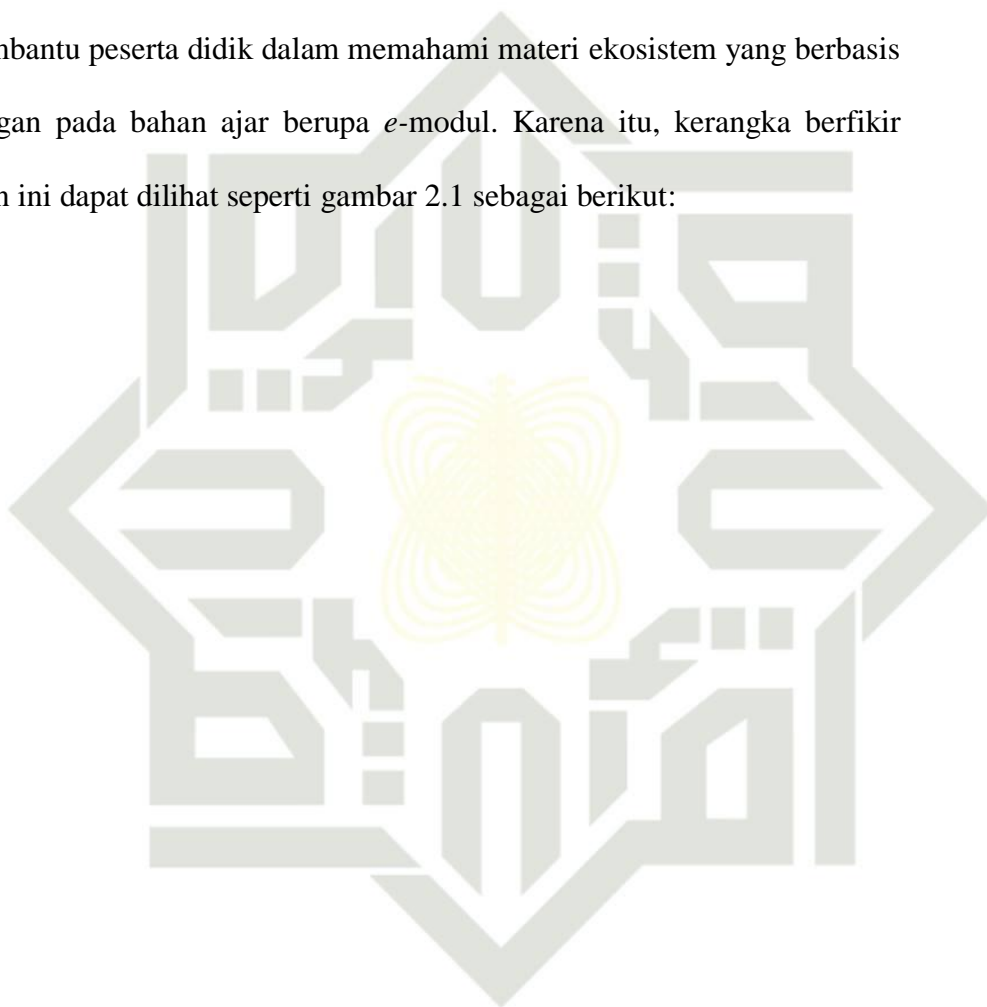 nbantu peserta didik dalam memahami materi ekosistem yang berbasis
gan pada bahan ajar berupa e-modul. Karena itu, kerangka berfikir
n ini dapat dilihat seperti gambar 2.1 sebagai berikut: